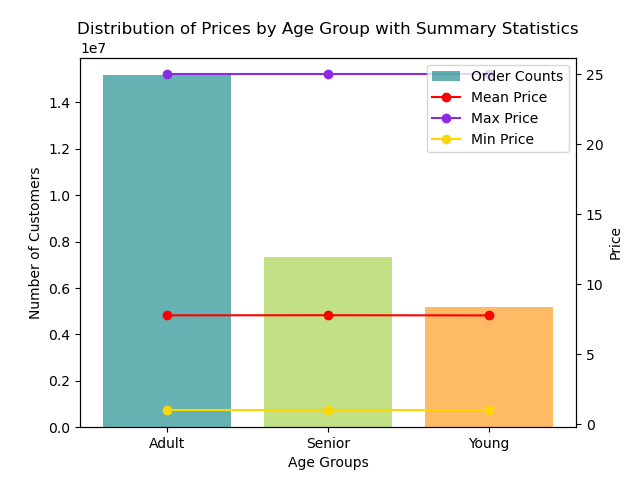 Distribution of Prices by Age Group with Summary Statistics
1e7
1.4
1.2
1.0
0.8
0.6
0.4
0.2
0.0
Number of Customers
Order Counts
Mean Price
Max Price
Min Price
25
20
15
10
5
0
Price
Adult Senior Young
Age Groups